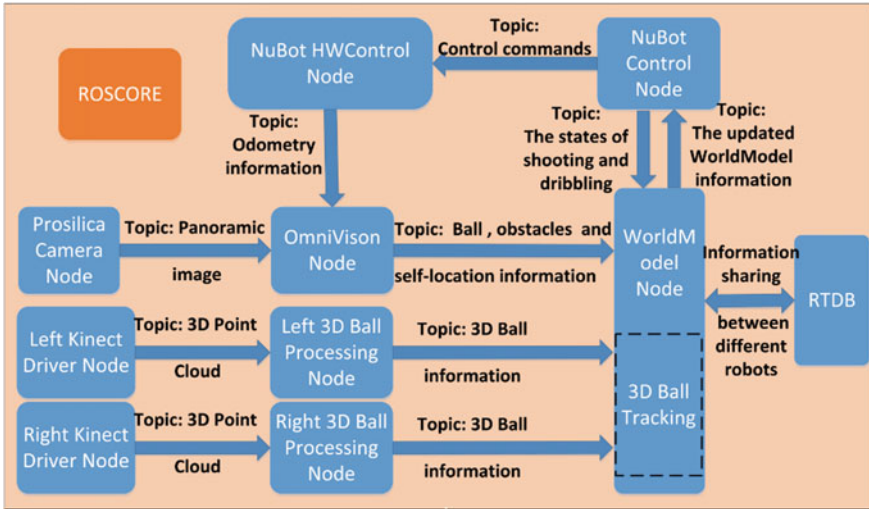 ROSCORE
NuBot HWControl
Node
Topic:
Control commands
NuBot
Control
Node
Topic:
Odometry
information
Topic:
The states of
shooting and
dribbling
Topic:
The updated
WorldModel
information
Prosilica
Camera
Node
Topic: Panoramic
image
OmniVison
Node
Topic: Ball , obstacles and
self-location information
WorldM
odel
Node
Information
sharing
between
different
robots
RTDB
Left Kinect
Driver Node
Topic: 3D Point
Cloud
Left 3D Ball
Processing
Node
Topic: 3D Ball
information
3D Ball
Tracking
Right Kinect
Driver Node
Topic: 3D Point
Cloud
Right 3D Ball
Processing
Node
Topic: 3D Ball
information